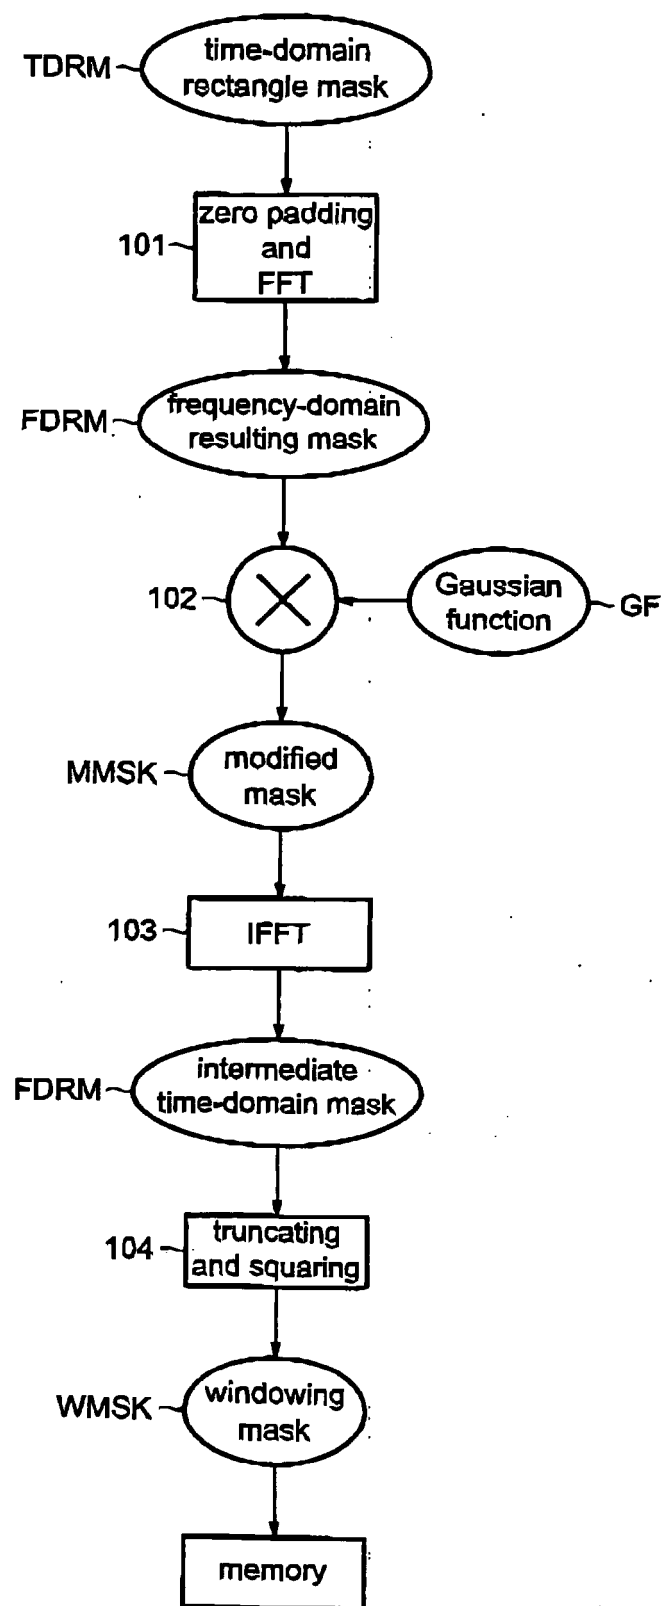 TDRM
time-domain
rectangle mask
101
zero padding
and
FFT
FDRM
frequency-domain
resulting mask
102
Gaussian
function
GF
MMSK
modified
mask
103
IFFT
FDRM
intermediate
time-domain mask
104
truncating
and squaring
WMSK
windowing
mask
memory